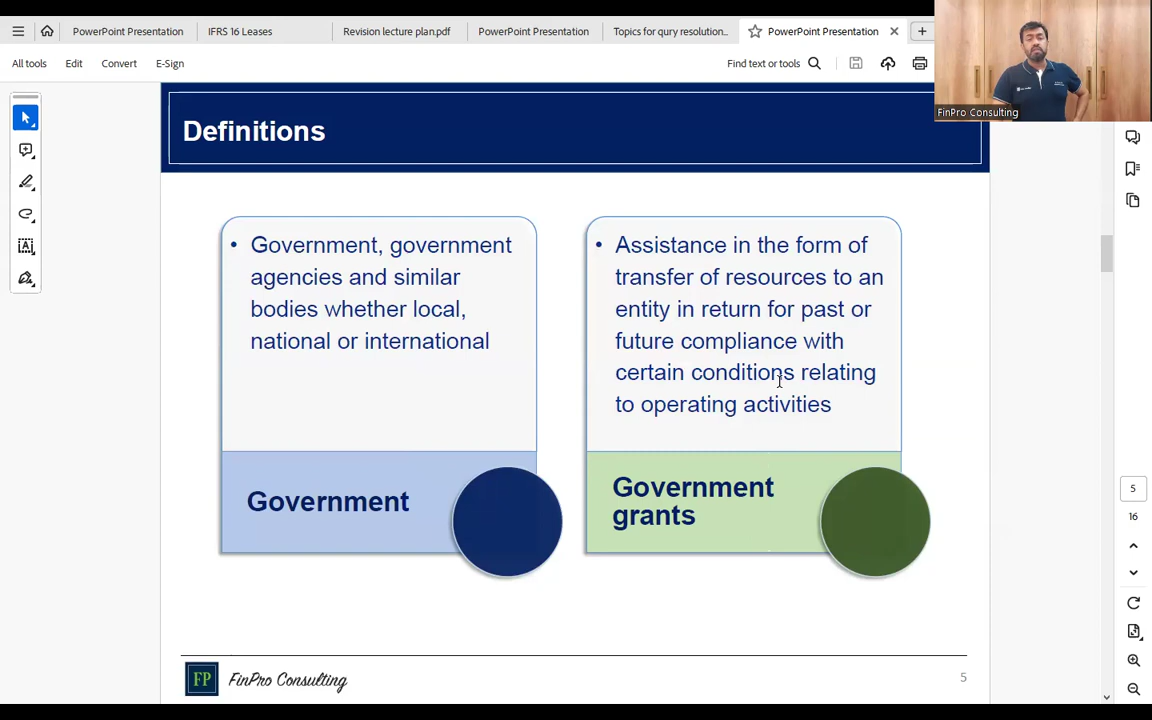 PowerPoint Presentation
IFRS 16 Leases
Revision lecture plan.pdf
PowerPoint Presentation
Topics for qury resolution...
PowerPoint Presentation
All tools
Edit
Convert
E-Sign
Find text or tools
FinPro Consulting
Definitions
• Government, government
agencies and similar
bodies whether local,
national or international
Government
• Assistance in the form of
transfer of resources to an
entity in return for past or
future compliance with
certain conditions relating
to operating activities
Government
grants
5
16
FP FinPro Consulting
5